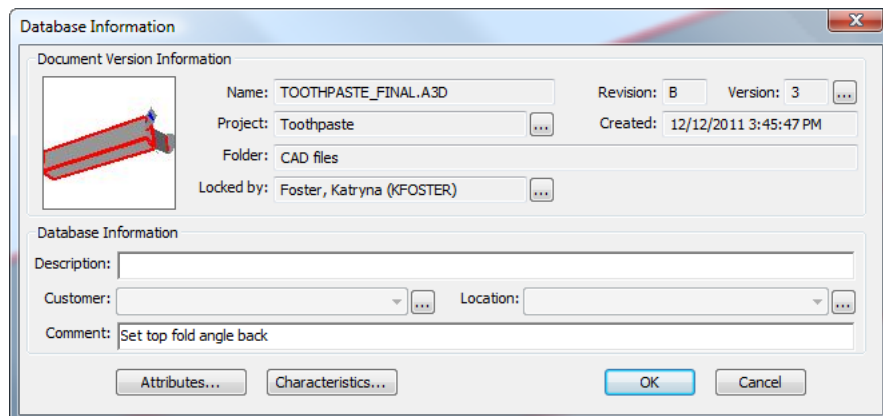 Database Information
Document Version Information
Name: TOOTHPASTE_FINAL.A3D Revision: B Version: 3 ...
Project: Toothpaste ... Created: 12/12/2011 3:45:47 PM
Folder: CAD files
Locked by: Foster, Katryna (KFOSTER) ...
Database Information
Description:
Customer: ... Location: ...
Comment: Set top fold angle back
Attributes... Characteristics... OK Cancel